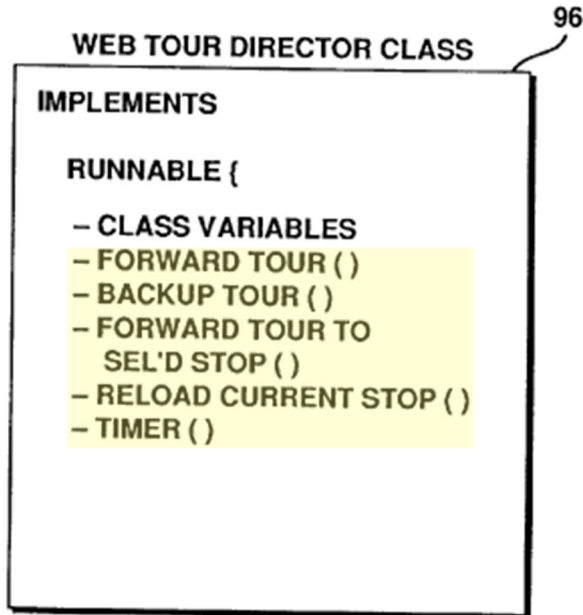 96
WEB TOUR DIRECTOR CLASS
IMPLEMENTS
RUNNABLE {
– CLASS VARIABLES
– FORWARD TOUR ( )
– BACKUP TOUR ( )
– FORWARD TOUR TO
SEL'D STOP ( )
– RELOAD CURRENT STOP ( )
– TIMER ( )